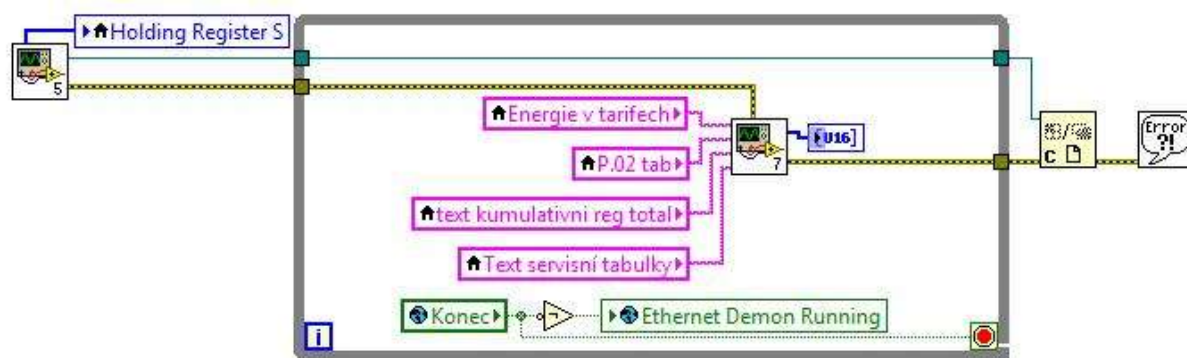 Holding Register S
5
Energie v tarifech
P.02 tab
text kumulativni reg total
Text servisní tabulky
7
[U16]
C
Error
?!
Konec
Ethernet Demon Running
i